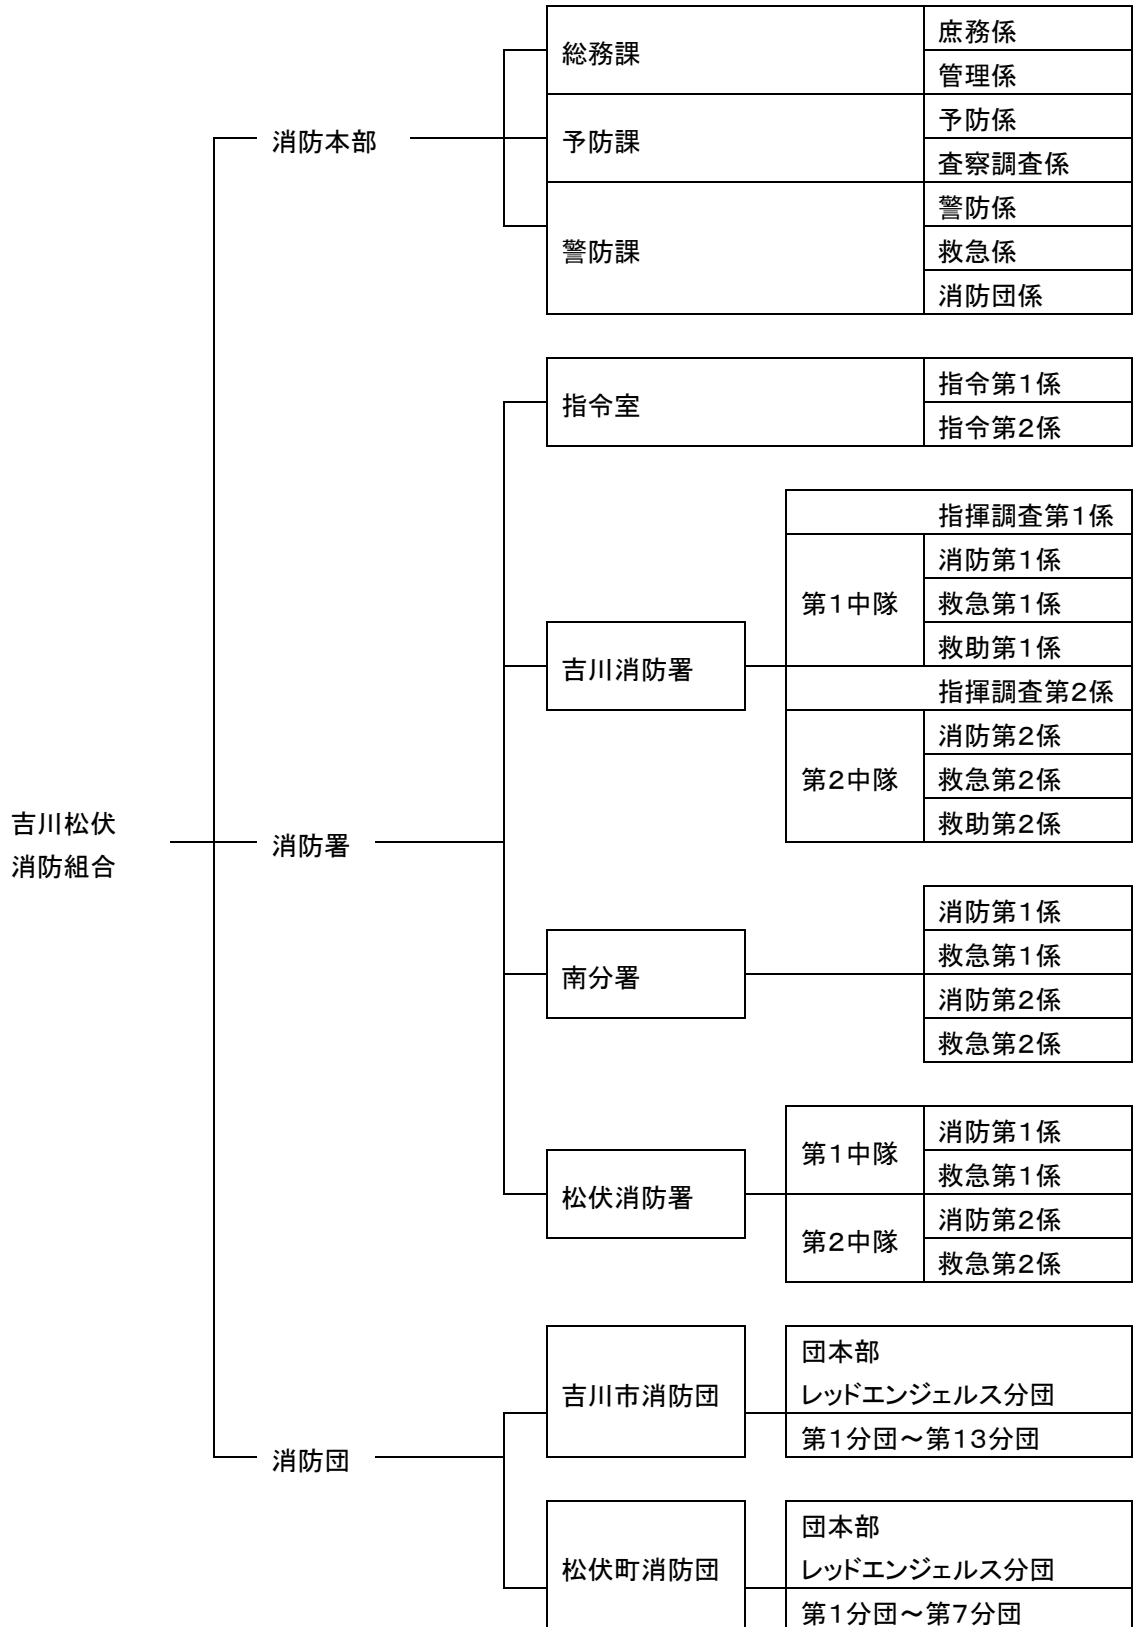 吉川松伏
消防組合
消防本部
総務課
庶務係
管理係
予防課
予防係
査察調査係
警防課
警防係
救急係
消防団係
消防署
指令室
指令第1係
指令第2係
吉川消防署
指揮調査第1係
第1中隊
消防第1係
救急第1係
救助第1係
指揮調査第2係
第2中隊
消防第2係
救急第2係
救助第2係
南分署
消防第1係
救急第1係
消防第2係
救急第2係
松伏消防署
第1中隊
消防第1係
救急第1係
第2中隊
消防第2係
救急第2係
消防団
吉川市消防団
団本部
レッドエンジェルス分団
第1分団～第13分団
松伏町消防団
団本部
レッドエンジェルス分団
第1分団～第7分団